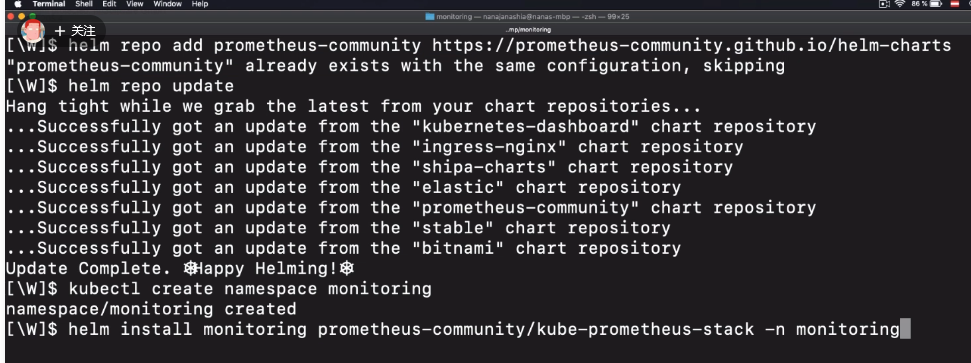 Terminal Shell Edit View Window Help 86 %
monitoring — nanajanashia@nanas-mbp — -zsh — 99×25
+ 关注
..mp/monitoring
[\W]$ helm repo add prometheus-community https://prometheus-community.github.io/helm-charts
"prometheus-community" already exists with the same configuration, skipping
[\W]$ helm repo update
Hang tight while we grab the latest from your chart repositories...
...Successfully got an update from the "kubernetes-dashboard" chart repository
...Successfully got an update from the "ingress-nginx" chart repository
...Successfully got an update from the "shipa-charts" chart repository
...Successfully got an update from the "elastic" chart repository
...Successfully got an update from the "prometheus-community" chart repository
...Successfully got an update from the "stable" chart repository
...Successfully got an update from the "bitnami" chart repository
Update Complete. ⎈Happy Helming!⎈
[\W]$ kubectl create namespace monitoring
namespace/monitoring created
[\W]$ helm install monitoring prometheus-community/kube-prometheus-stack -n monitoring